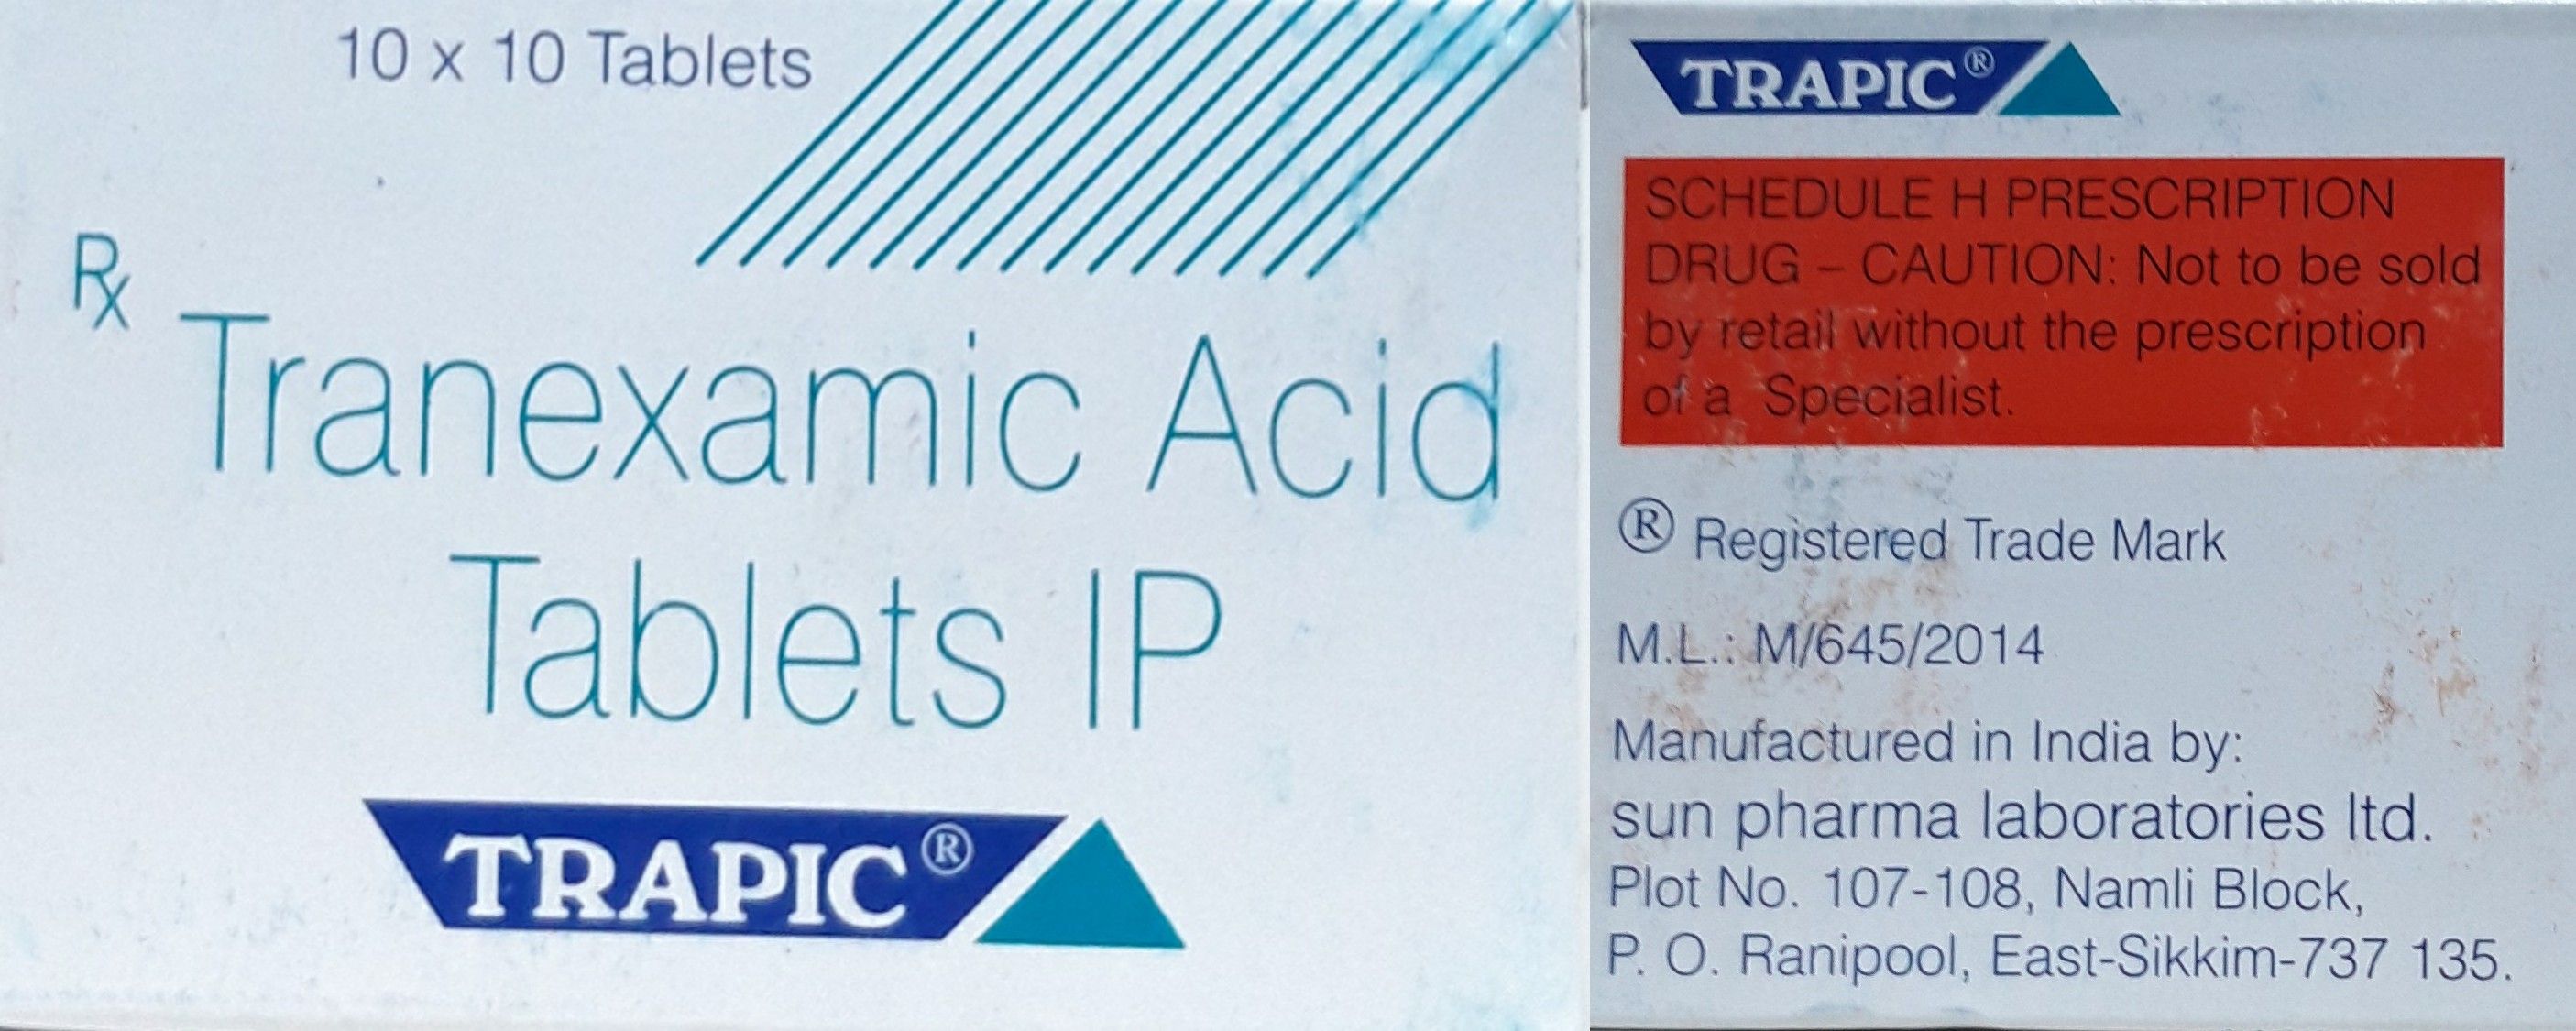 10 x 10 Tablets
Rx
Tranexamic Acid
Tablets IP
TRAPIC®
TRAPIC®
SCHEDULE H PRESCRIPTION
DRUG – CAUTION: Not to be sold
by retail without the prescription
of a Specialist.
® Registered Trade Mark
M.L.: M/645/2014
Manufactured in India by:
sun pharma laboratories ltd.
Plot No. 107-108, Namli Block,
P. O. Ranipool, East-Sikkim-737 135.